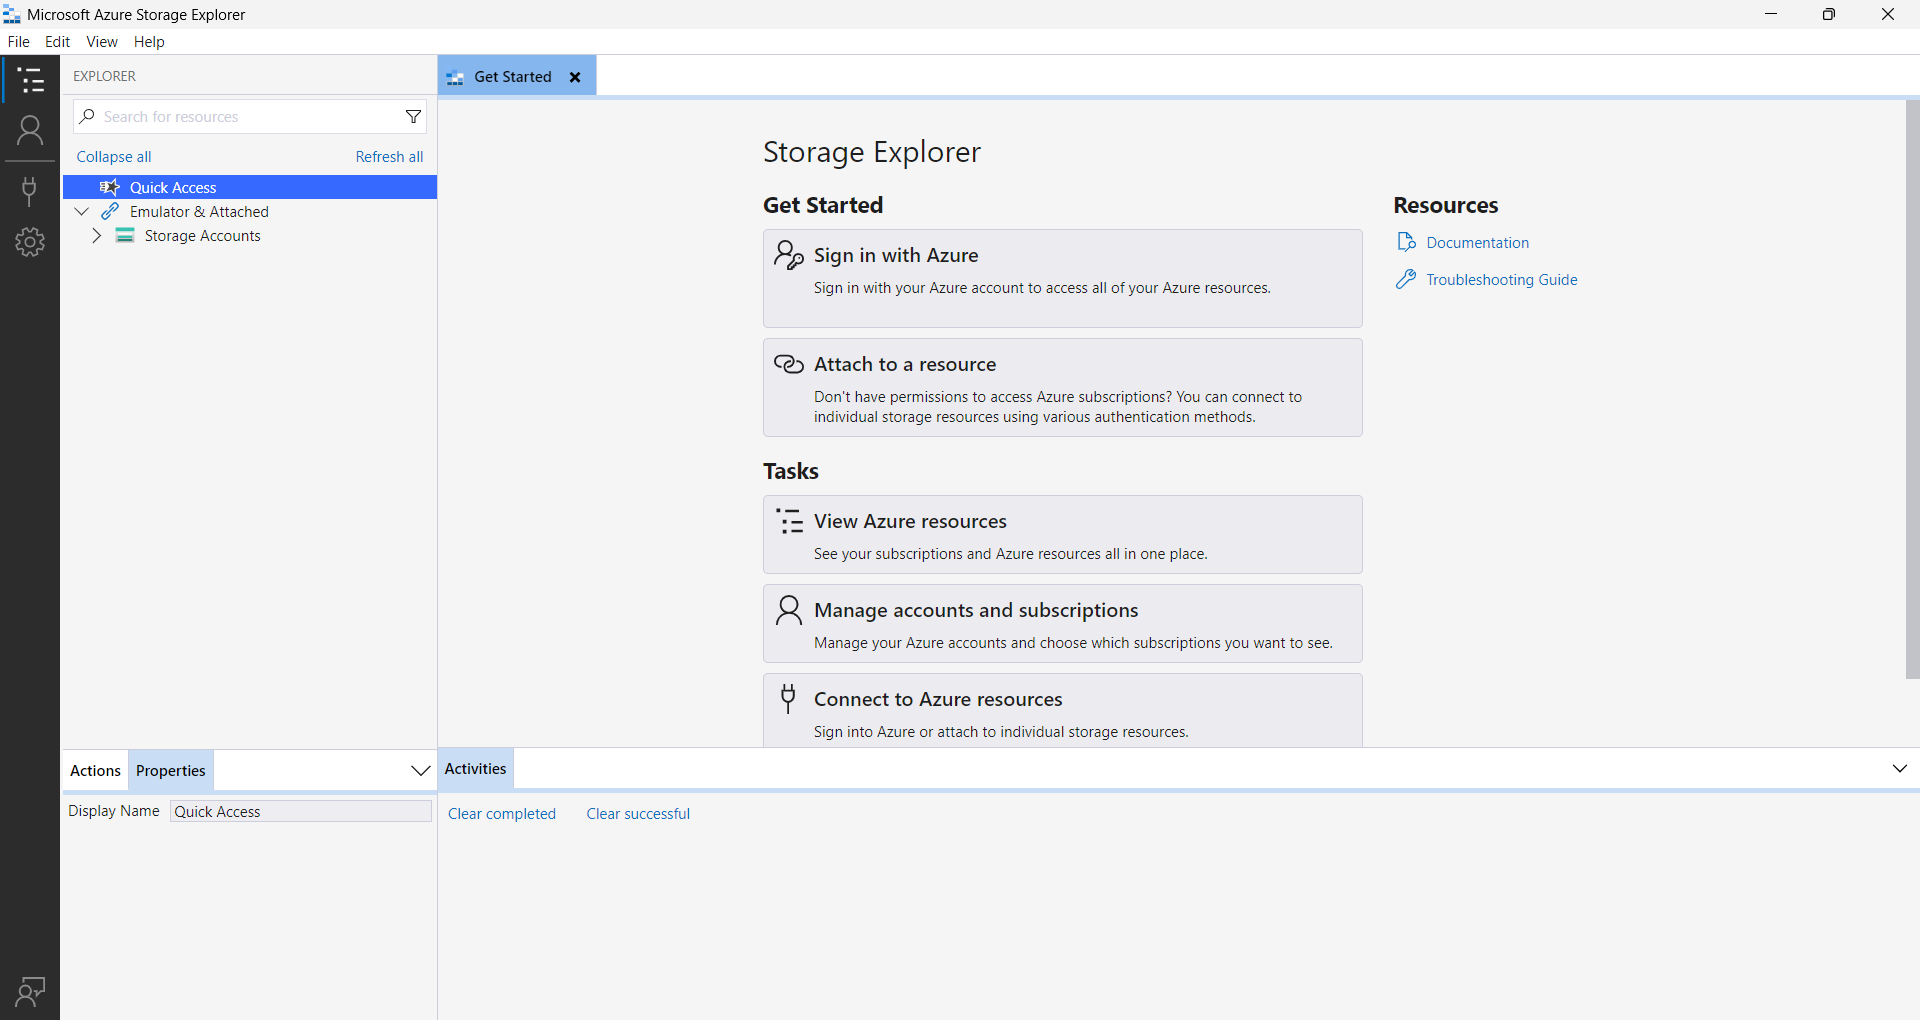 Microsoft Azure Storage Explorer
File Edit View Help
EXPLORER
Search for resources
Collapse all Refresh all
Quick Access
Emulator & Attached
Storage Accounts
Get Started
Storage Explorer
Get Started
Sign in with Azure
Sign in with your Azure account to access all of your Azure resources.
Attach to a resource
Don't have permissions to access Azure subscriptions? You can connect to
individual storage resources using various authentication methods.
Tasks
View Azure resources
See your subscriptions and Azure resources all in one place.
Manage accounts and subscriptions
Manage your Azure accounts and choose which subscriptions you want to see.
Connect to Azure resources
Sign into Azure or attach to individual storage resources.
Resources
Documentation
Troubleshooting Guide
Actions Properties
Display Name Quick Access
Activities
Clear completed Clear successful